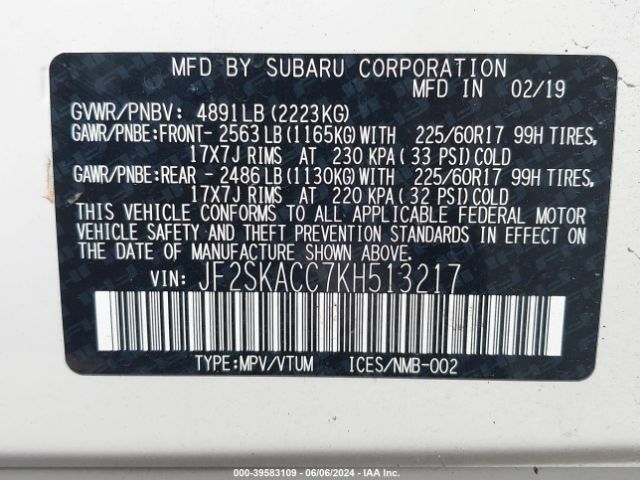 MFD BY SUBARU CORPORATION
MFD IN 02/19
GVWR/PNBV: 4891LB (2223KG)
GAWR/PNBE:FRONT- 2563 LB (1165KG) WITH 225/60R17 99H TIRES,
17X7J RIMS AT 230 KPA ( 33 PSI) COLD
GAWR/PNBE:REAR - 2486 LB (1130KG) WITH 225/60R17 99H TIRES,
17X7J RIMS AT 220 KPA ( 32 PSI) COLD
THIS VEHICLE CONFORMS TO ALL APPLICABLE FEDERAL MOTOR
VEHICLE SAFETY AND THEFT PREVENTION STANDARDS IN EFFECT ON
THE DATE OF MANUFACTURE SHOWN ABOVE.
VIN: JF2SKACC7KH513217
TYPE:MPV/VTUM ICES/NMB-002
000-39583109 - 06/06/2024 - IAA Inc.